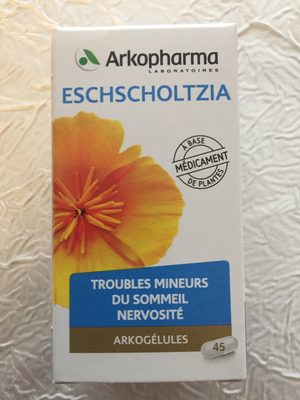 Arkopharma
LABORATOIRES
ESCHSCHOLTZIA
À BASE
MÉDICAMENT
DE PLANTES
TROUBLES MINEURS
DU SOMMEIL
NERVOSITÉ
ARKOGÉLULES
45